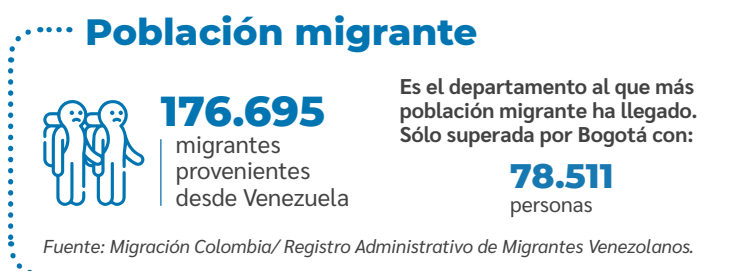 Población migrante
176.695
migrantes
provenientes
desde Venezuela
Es el departamento al que más
población migrante ha llegado.
Sólo superada por Bogotá con:
78.511
personas
Fuente: Migración Colombia/ Registro Administrativo de Migrantes Venezolanos.